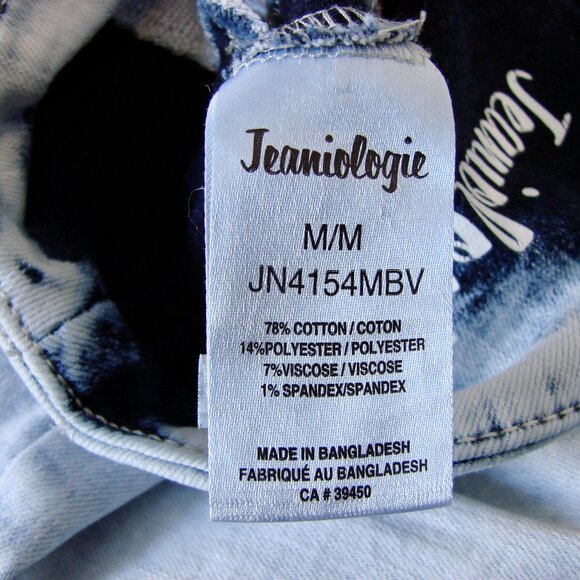 Jeaniologie
M/M
JN4154MBV
78% COTTON / COTON
14%POLYESTER / POLYESTER
7%VISCOSE / VISCOSE
1% SPANDEX/SPANDEX
MADE IN BANGLADESH
FABRIQUÉ AU BANGLADESH
CA # 39450